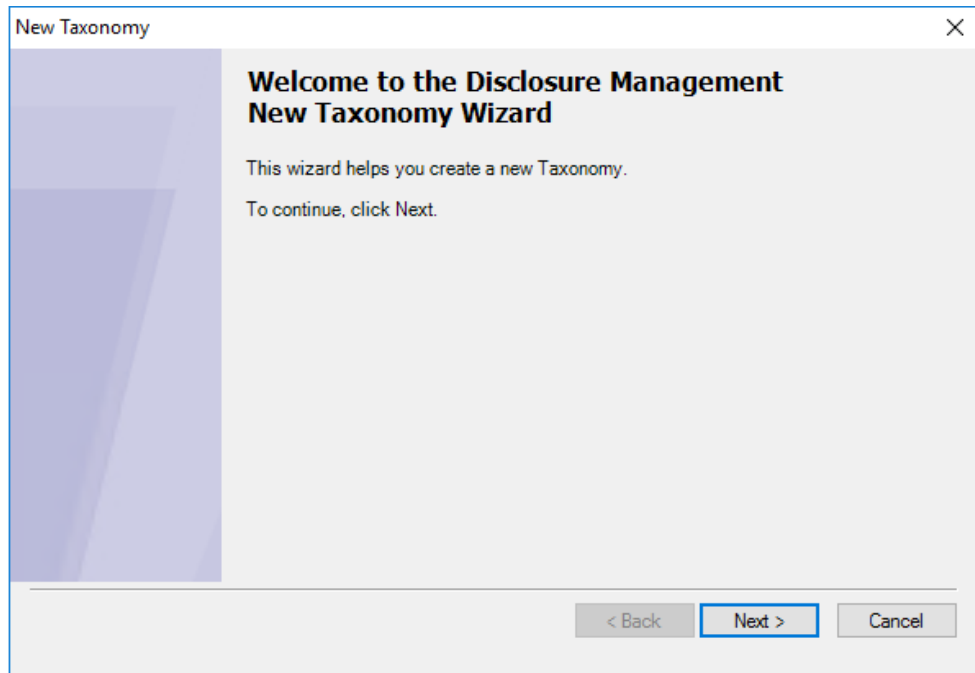 New Taxonomy
Welcome to the Disclosure Management
New Taxonomy Wizard
This wizard helps you create a new Taxonomy.
To continue, click Next.
< Back
Next >
Cancel